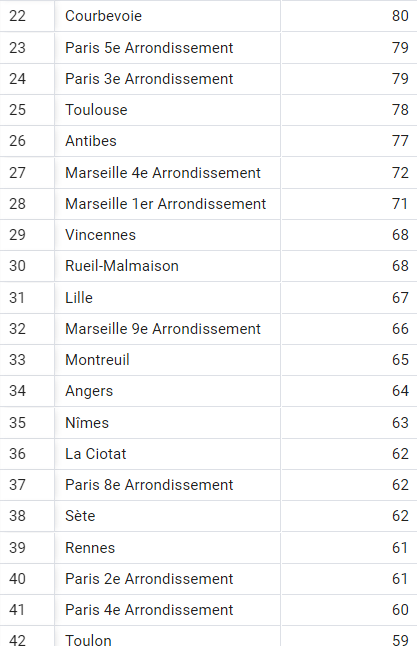 22 Courbevoie 80
23 Paris 5e Arrondissement 79
24 Paris 3e Arrondissement 79
25 Toulouse 78
26 Antibes 77
27 Marseille 4e Arrondissement 72
28 Marseille 1er Arrondissement 71
29 Vincennes 68
30 Rueil-Malmaison 68
31 Lille 67
32 Marseille 9e Arrondissement 66
33 Montreuil 65
34 Angers 64
35 Nîmes 63
36 La Ciotat 62
37 Paris 8e Arrondissement 62
38 Sète 62
39 Rennes 61
40 Paris 2e Arrondissement 61
41 Paris 4e Arrondissement 60
42 Toulon 59